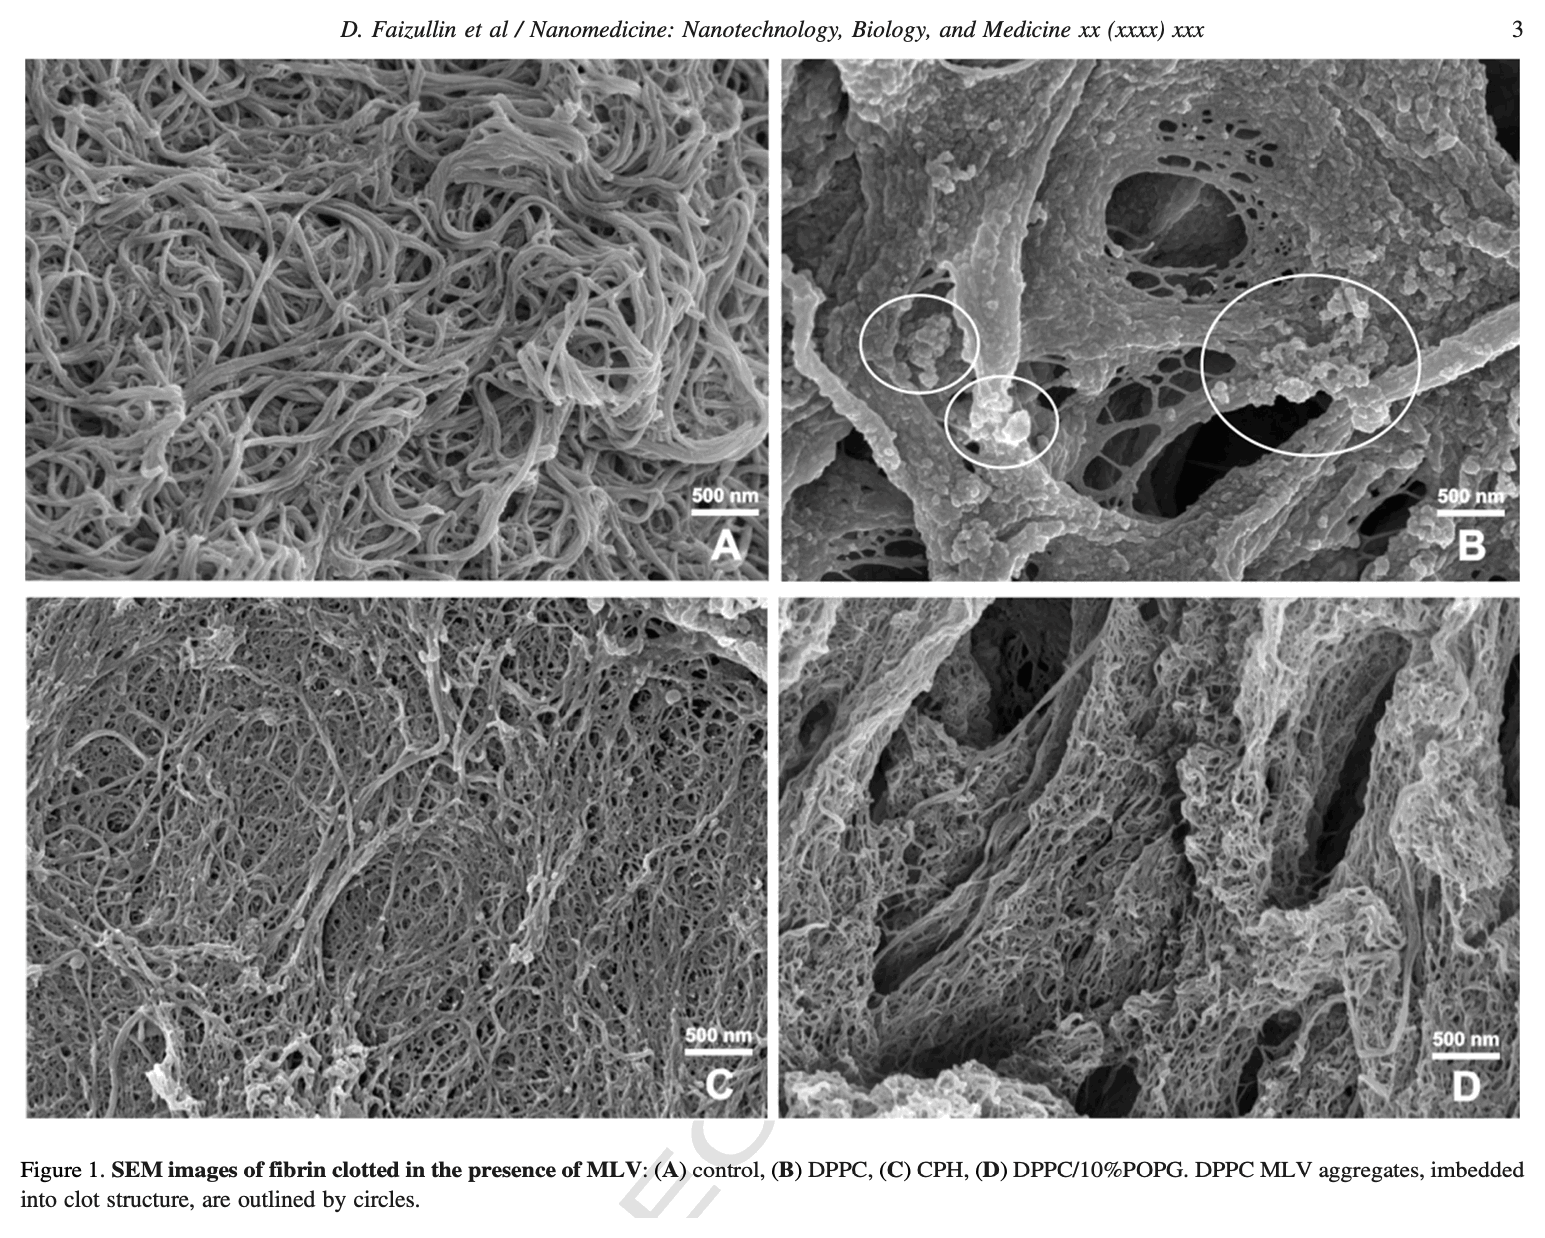 D. Faizullin et al / Nanomedicine: Nanotechnology, Biology, and Medicine xx (xxxx) xxx 3
500 nm
A
500 nm
B
500 nm
C
500 nm
D
EC
Figure 1. SEM images of fibrin clotted in the presence of MLV: (A) control, (B) DPPC, (C) CPH, (D) DPPC/10%POPG. DPPC MLV aggregates, imbedded
into clot structure, are outlined by circles.